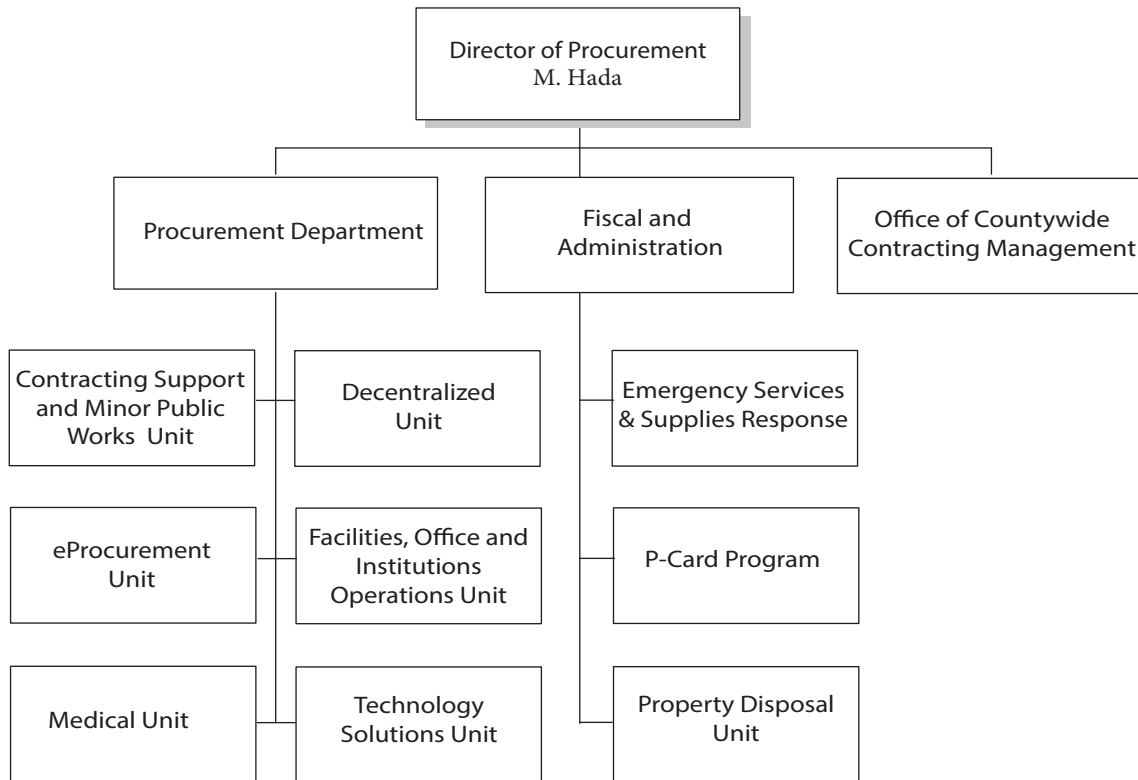 Director of Procurement
M. Hada
Procurement Department
Fiscal and
Administration
Office of Countywide
Contracting Management
Contracting Support
and Minor Public
Works Unit
Decentralized
Unit
Emergency Services
& Supplies Response
eProcurement
Unit
Facilities, Office and
Institutions
Operations Unit
P-Card Program
Medical Unit
Technology
Solutions Unit
Property Disposal
Unit